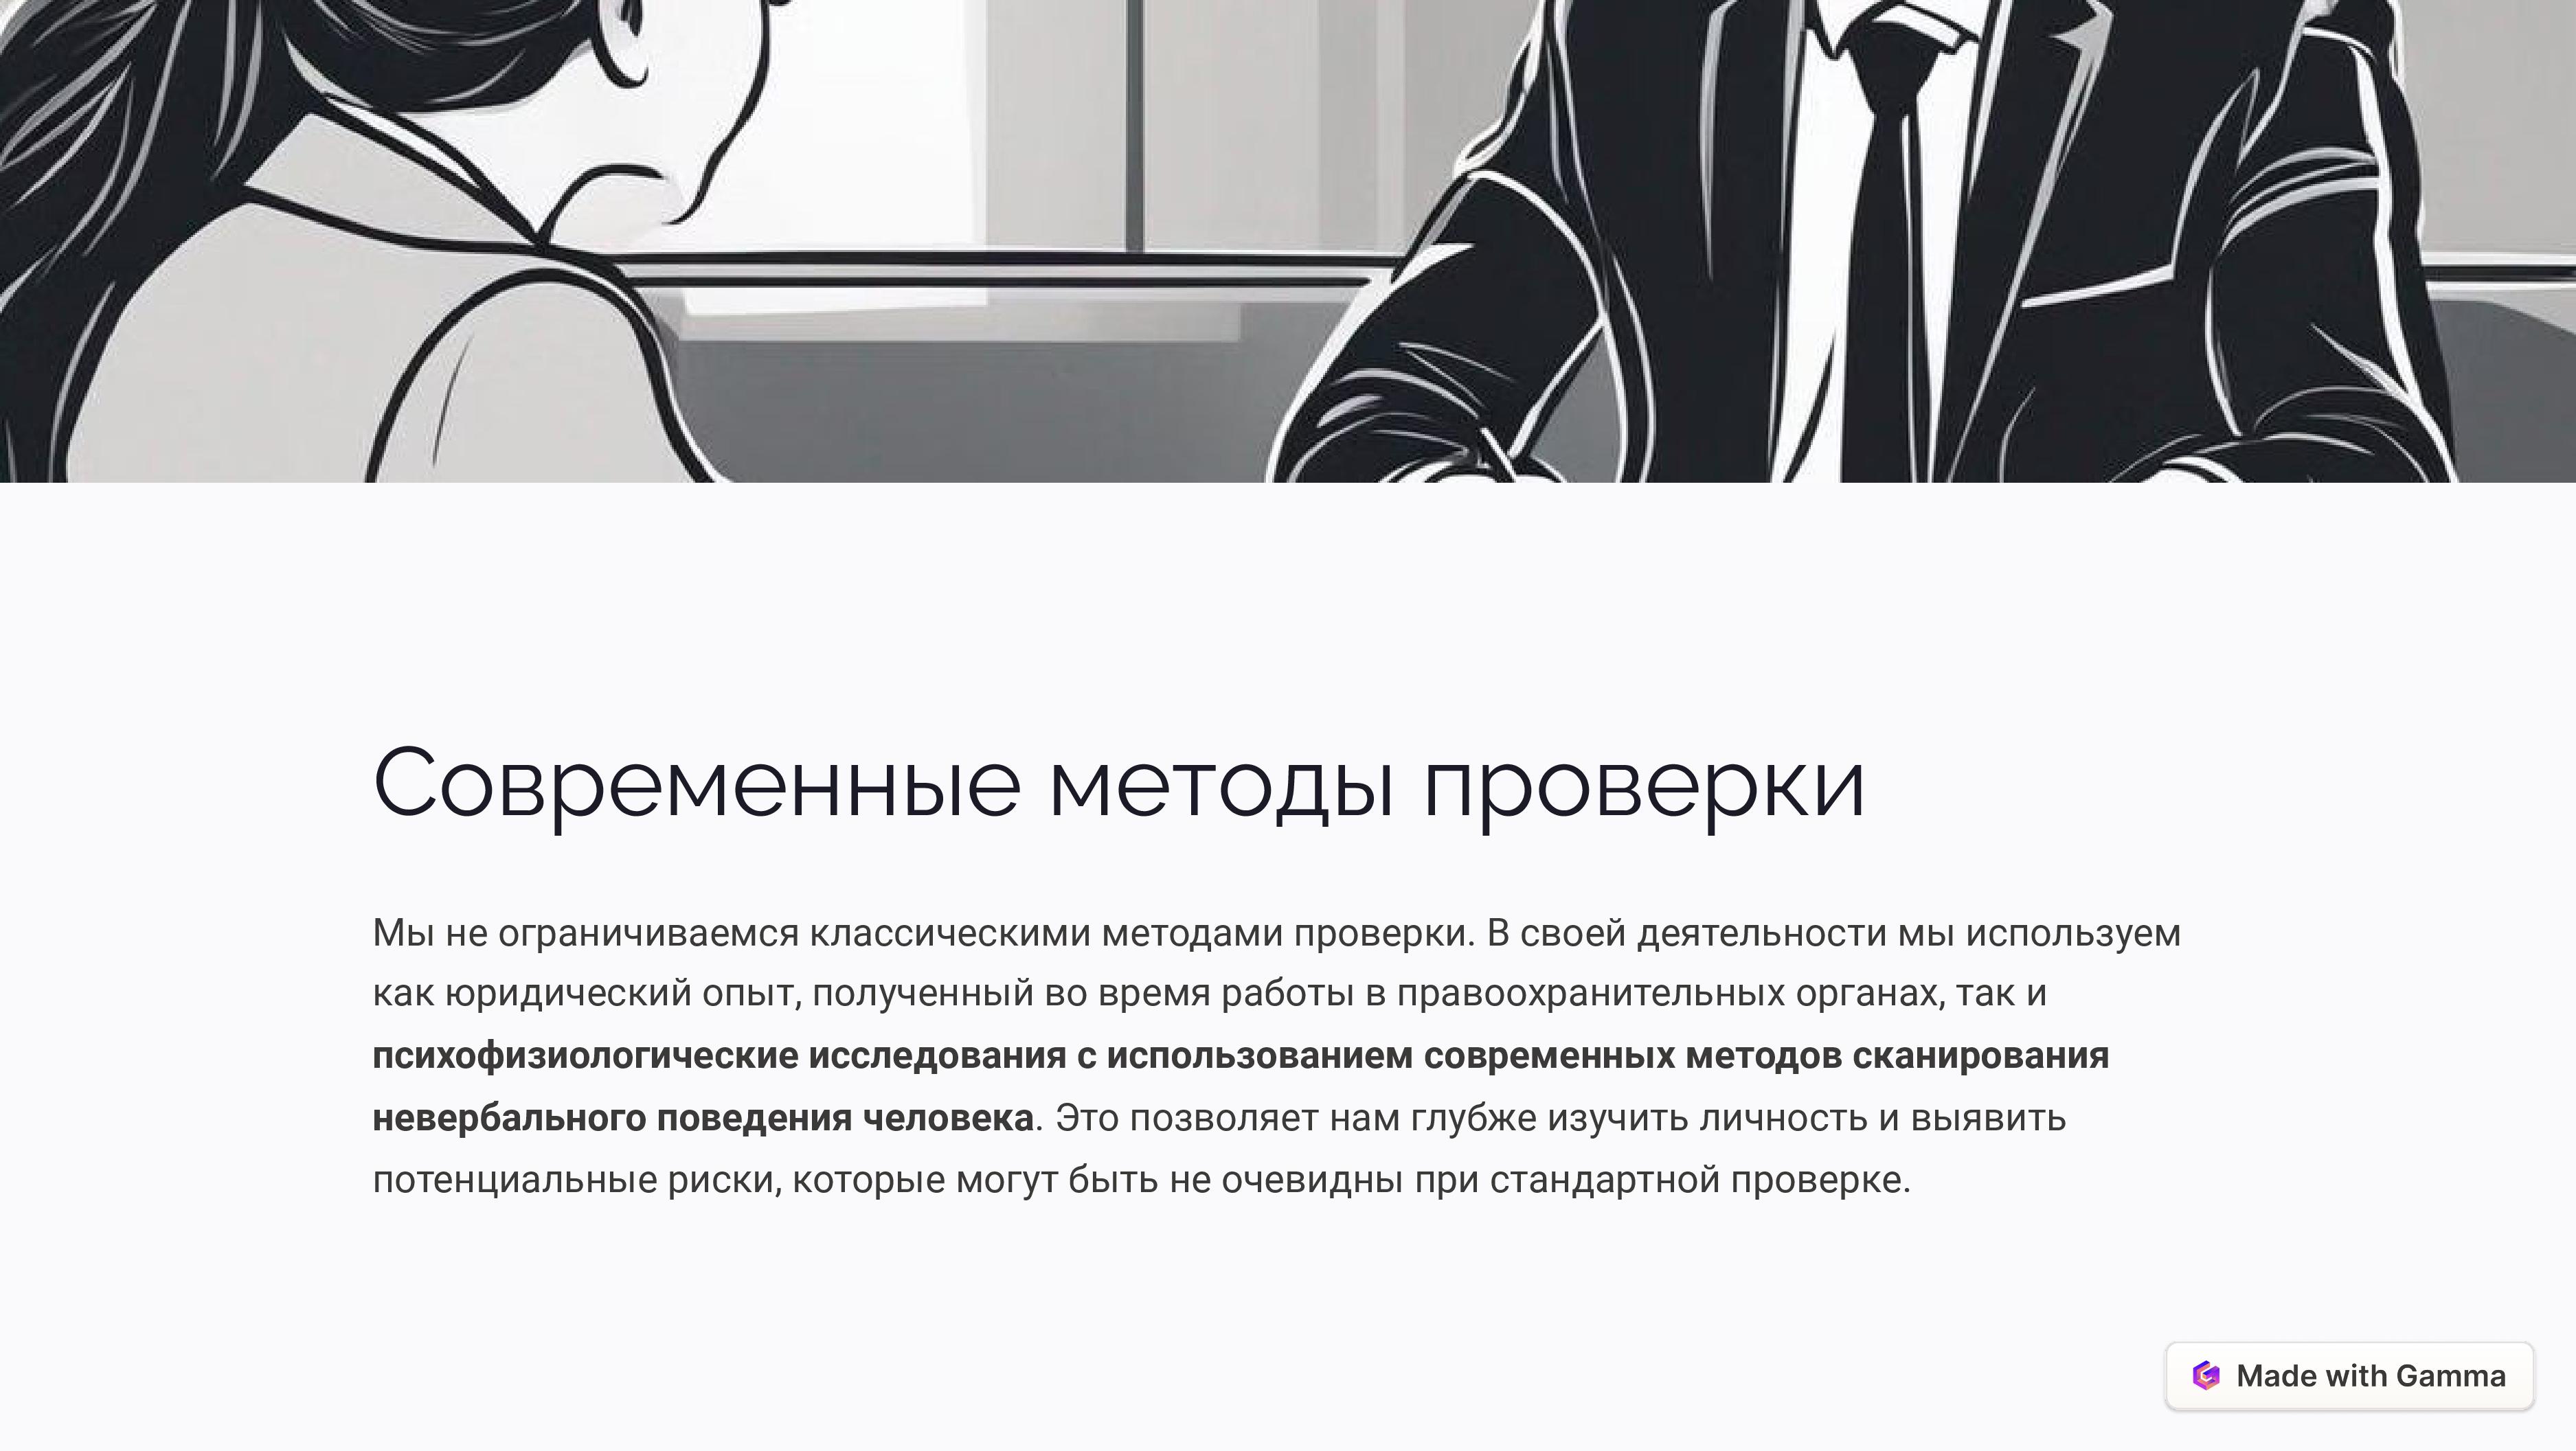 Современные методы проверки
Мы не ограничиваемся классическими методами проверки. В своей деятельности мы используем
как юридический опыт, полученный во время работы в правоохранительных органах, так и
психофизиологические исследования с использованием современных методов сканирования
невербального поведения человека. Это позволяет нам глубже изучить личность и выявить
потенциальные риски, которые могут быть не очевидны при стандартной проверке.
Made with Gamma